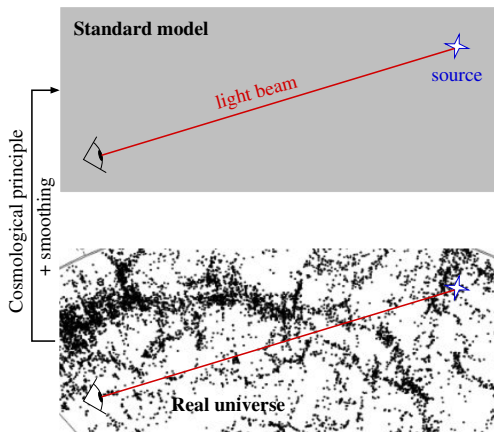 Standard model
source
light beam
Cosmological principle
+ smoothing
Real universe